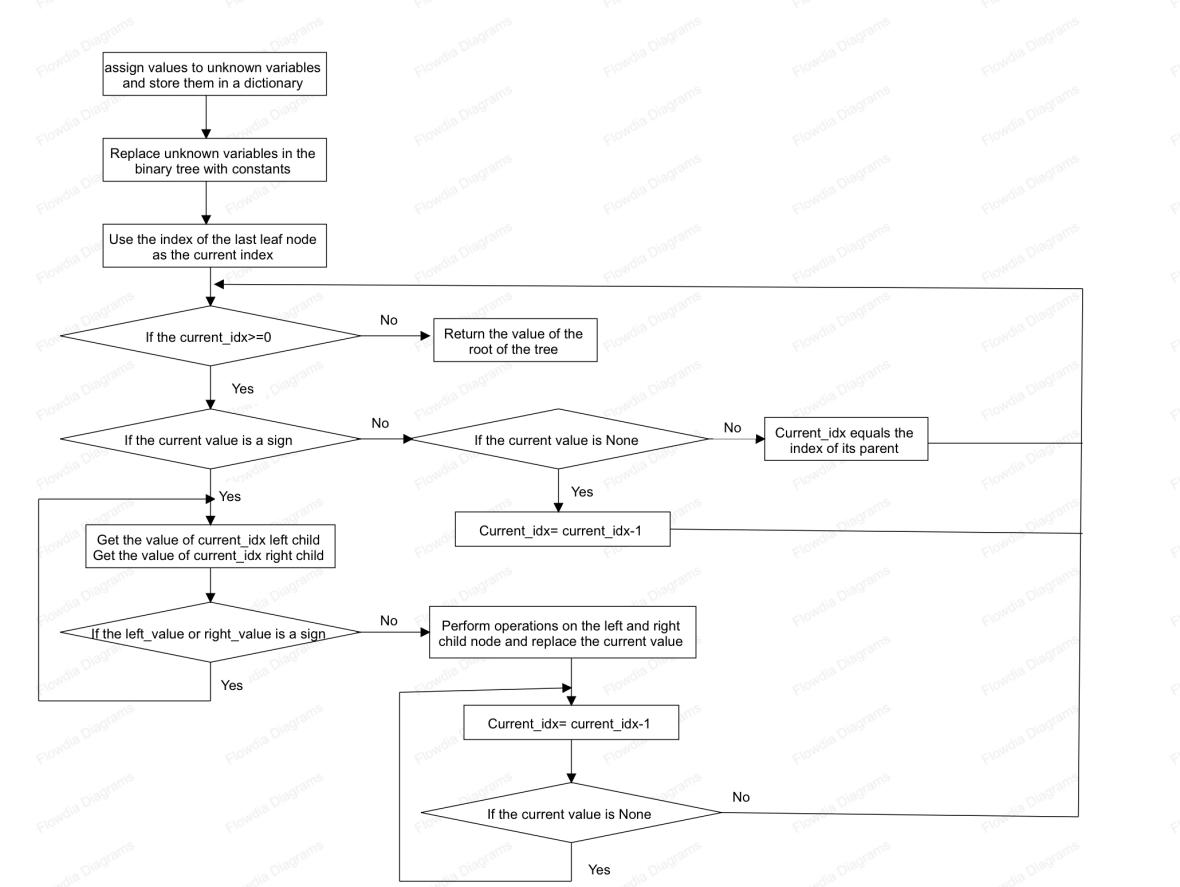 assign values to unknown variables
and store them in a dictionary
Replace unknown variables in the
binary tree with constants
Use the index of the last leaf node
as the current index
If the current_idx>=0
No
Return the value of the
root of the tree
Yes
If the current value is a sign
No
If the current value is None
No
Current_idx equals the
index of its parent
Yes
Yes
Current_idx= current_idx-1
Get the value of current_idx left child
Get the value of current_idx right child
If the left_value or right_value is a sign
No
Perform operations on the left and right
child node and replace the current value
Yes
Current_idx= current_idx-1
If the current value is None
No
Yes
Flowdia Diagrams